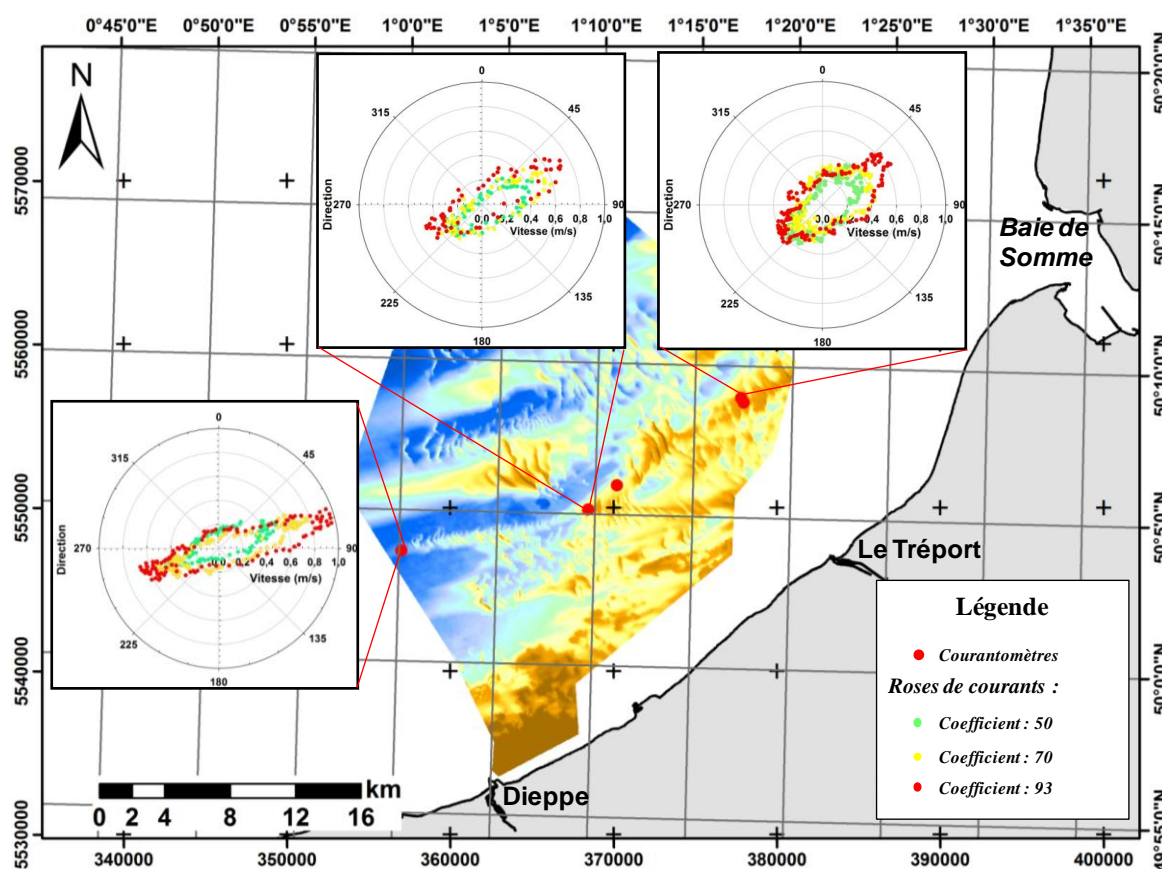 0°45'0"E 0°50'0"E 0°55'0"E 1°0'0"E 1°5'0"E 1°10'0"E 1°15'0"E 1°20'0"E 1°25'0"E 1°30'0"E 1°35'0"E
N
0
45
90
135
180
225
270
315
Direction
0,0 0,2 0,4 0,6 0,8 1,0
Vitesse (m/s)
0
45
90
135
180
225
270
315
Direction
0,2 0,4 0,6 0,8 1,0
Vitesse (m/s)
0
45
90
135
180
225
270
315
Direction
0,2 0,4 0,6 0,8 1,0
Vitesse (m/s)
Baie de
Somme
Le Tréport
Dieppe
Légende
Courantomètres
Roses de courants :
Coefficient : 50
Coefficient : 70
Coefficient : 93
km
0 2 4 8 12 16
5570000
5560000
5550000
5540000
5530000
50°20'0"N
50°15'0"N
50°10'0"N
50°5'0"N
50°0'0"N
49°55'0"N
340000 350000 360000 370000 380000 390000 400000